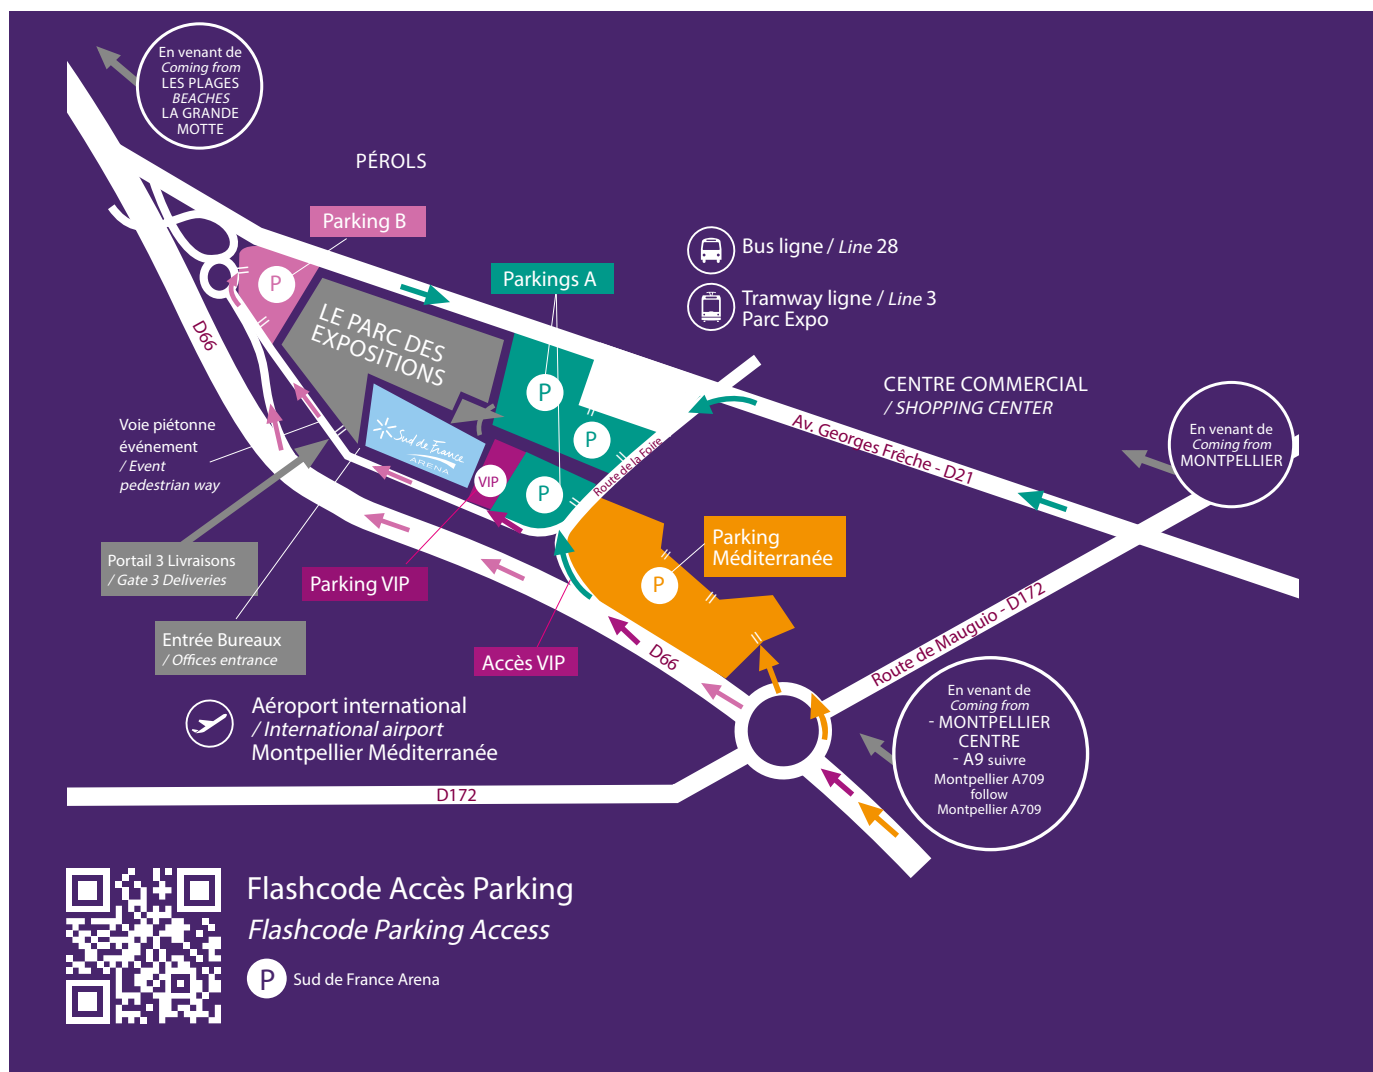 En venant de
Coming from
LES PLAGES
BEACHES
LA GRANDE
MOTTE
PÉROLS
Parking B
P
Parkings A
Bus ligne / Line 28
Tramway ligne / Line 3
Parc Expo
LE PARC DES
EXPOSITIONS
D66
P
P
P
Sud de France
ARENA
VIP
Route de la Foire
CENTRE COMMERCIAL
/ SHOPPING CENTER
Av. Georges Frêche - D21
En venant de
Coming from
MONTPELLIER
Voie piétonne
événement
/ Event
pedestrian way
Portail 3 Livraisons
/ Gate 3 Deliveries
Parking VIP
Parking
Méditerranée
P
Entrée Bureaux
/ Offices entrance
Accès VIP
D66
Route de Mauguio - D172
Aéroport international
/ International airport
Montpellier Méditerranée
En venant de
Coming from
- MONTPELLIER
CENTRE
- A9 suivre
Montpellier A709
follow
Montpellier A709
D172
Flashcode Accès Parking
Flashcode Parking Access
P Sud de France Arena